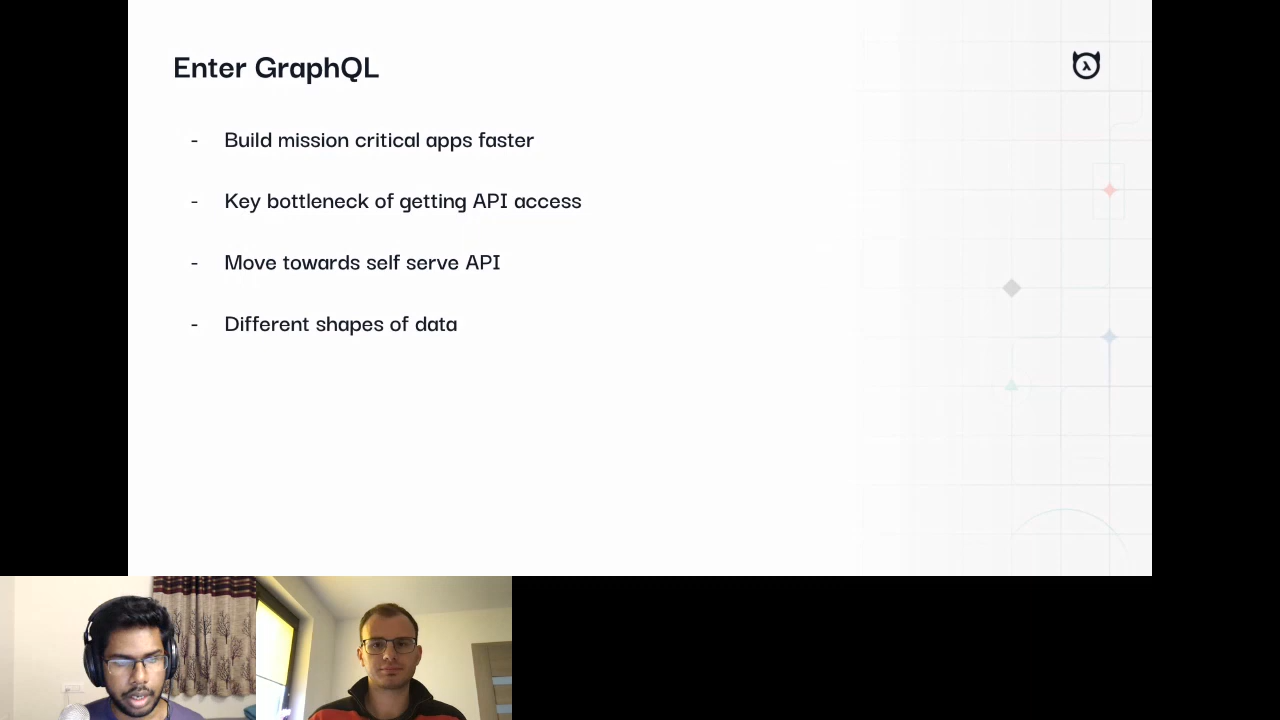 Enter GraphQL
- Build mission critical apps faster
- Key bottleneck of getting API access
- Move towards self serve API
- Different shapes of data